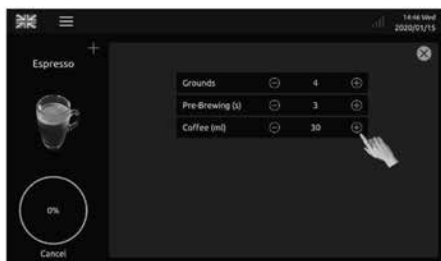 14:46 Wed
2020/01/15
Espresso
Grounds 4
Pre-Brewing (s) 3
Coffee (ml) 30
0%
Cancel